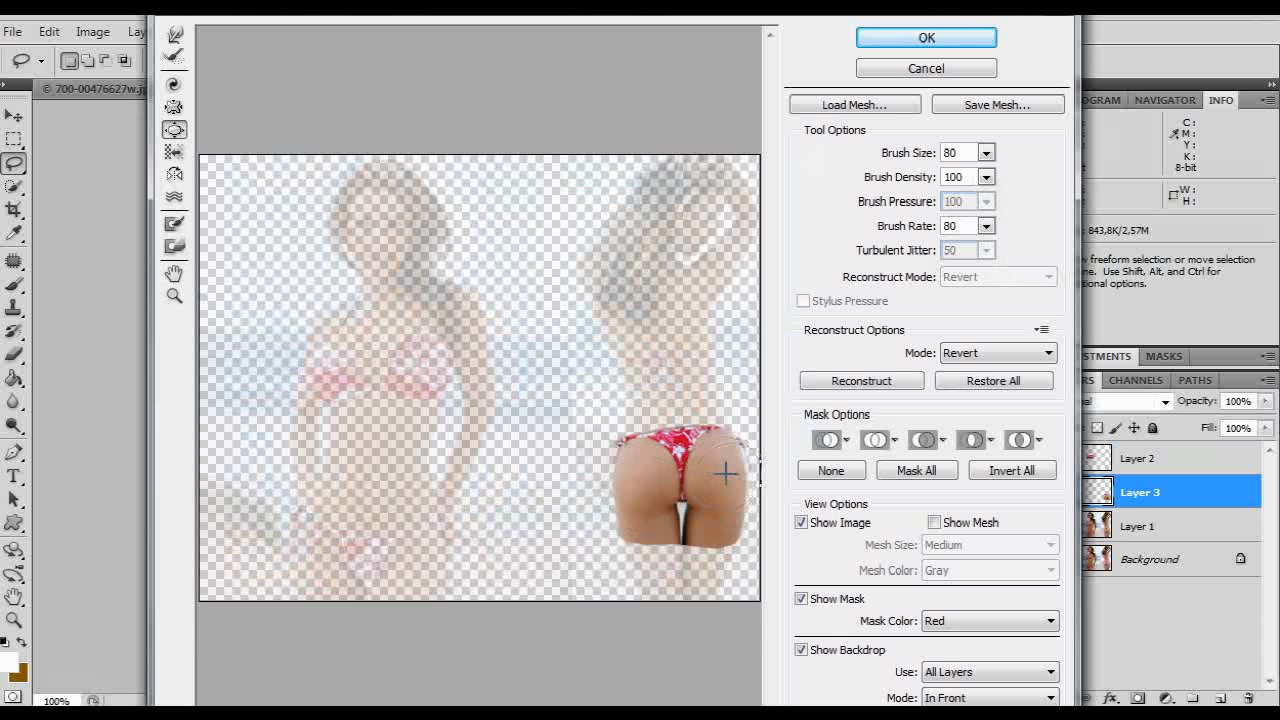 File Edit Image Lay
© 700-00476627w.jp
OK
Cancel
Load Mesh... Save Mesh...
Tool Options
Brush Size: 80
Brush Density: 100
Brush Pressure: 100
Brush Rate: 80
Turbulent Jitter: 50
Reconstruct Mode: Revert
Stylus Pressure
Reconstruct Options
Mode: Revert
Reconstruct Restore All
Mask Options
None Mask All Invert All
View Options
Show Image Show Mesh
Mesh Size: Medium
Mesh Color: Gray
Show Mask
Mask Color: Red
Show Backdrop
Use: All Layers
Mode: In Front
OGRAM NAVIGATOR INFO
C:
M:
Y:
K:
8-bit
W:
H:
843,8K/2,57M
w freeform selection or move selection
e. Use Shift, Alt, and Ctrl for
tional options.
STMENTS MASKS
RS CHANNELS PATHS
al Opacity: 100%
Fill: 100%
Layer 2
Layer 3
Layer 1
Background
100%